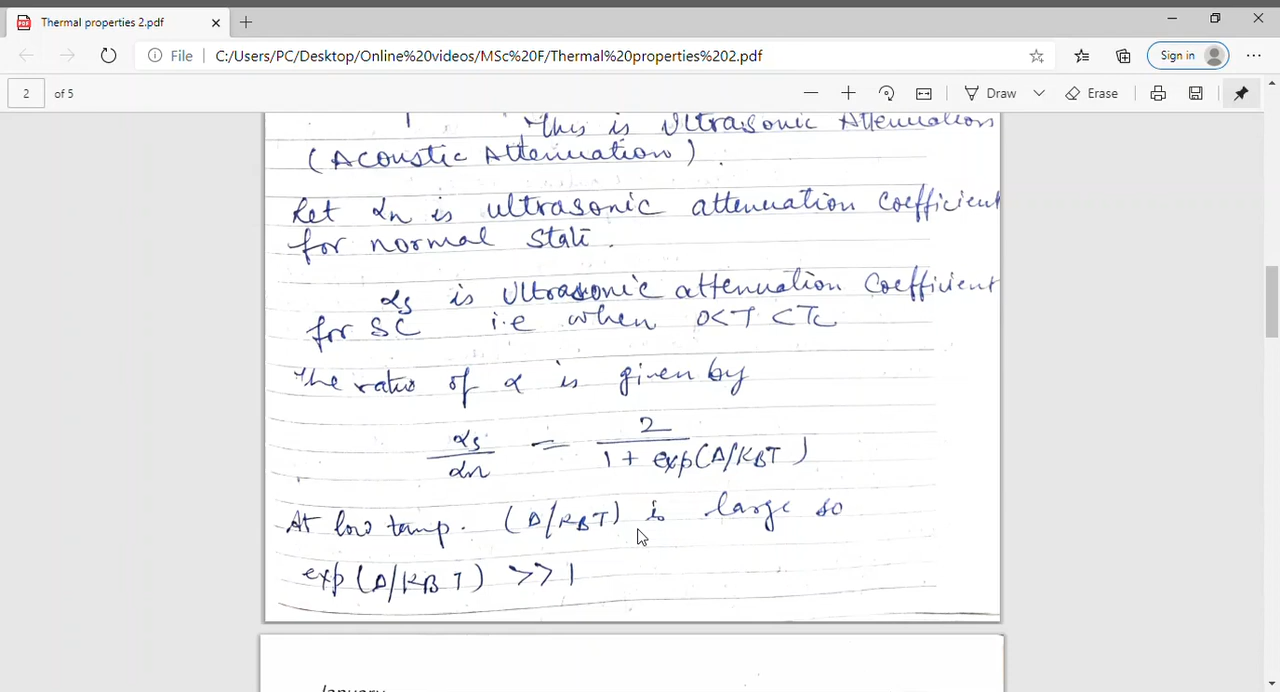 Thermal properties 2.pdf
Sign in
File C:/Users/PC/Desktop/Online%20videos/MSc%20F/Thermal%20properties%202.pdf
2 of 5
Draw
Erase
This is Ultrasonic Attenuation
(Acoustic Attenuation).
Let αn is ultrasonic attenuation coefficient
for normal state.
αs is Ultrasonic attenuation coefficient
for SC i.e when 0<T<Tc
The ratio of α is given by
αs/αn = 2/(1 + exp(Δ/KBT))
At low temp. (Δ/KBT) is large so
exp(Δ/KBT) >>1
January